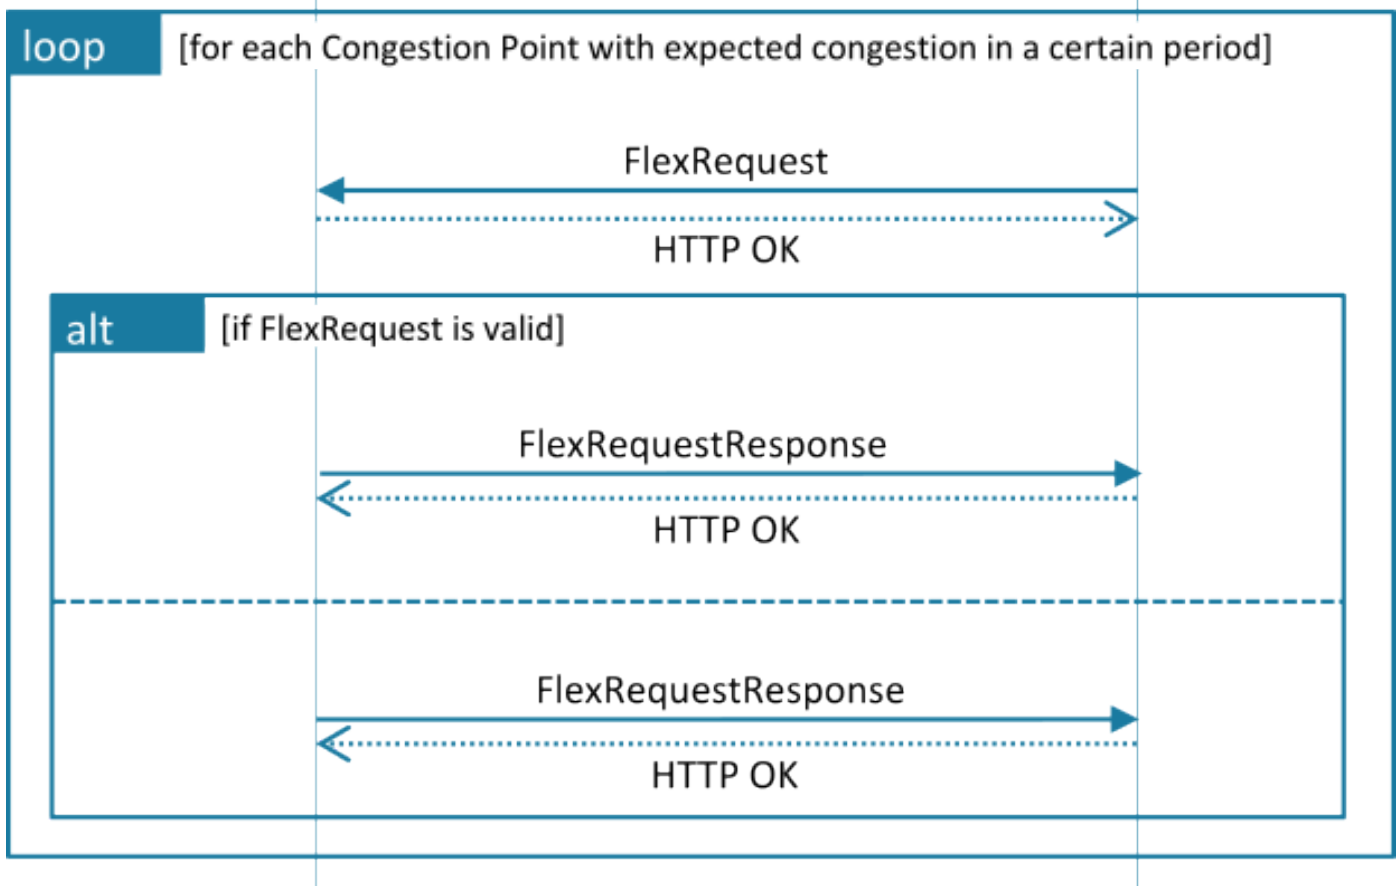 loop [for each Congestion Point with expected congestion in a certain period]
FlexRequest
HTTP OK
alt [if FlexRequest is valid]
FlexRequestResponse
HTTP OK
FlexRequestResponse
HTTP OK